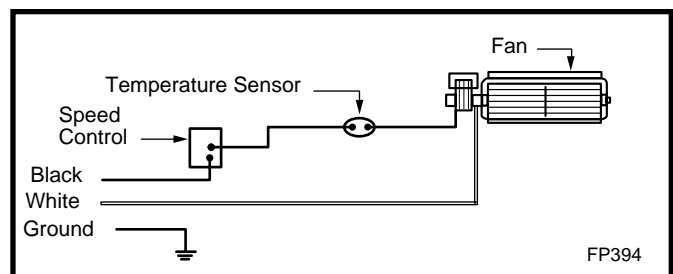 Fan
Temperature Sensor
Speed
Control
Black
White
Ground
FP394